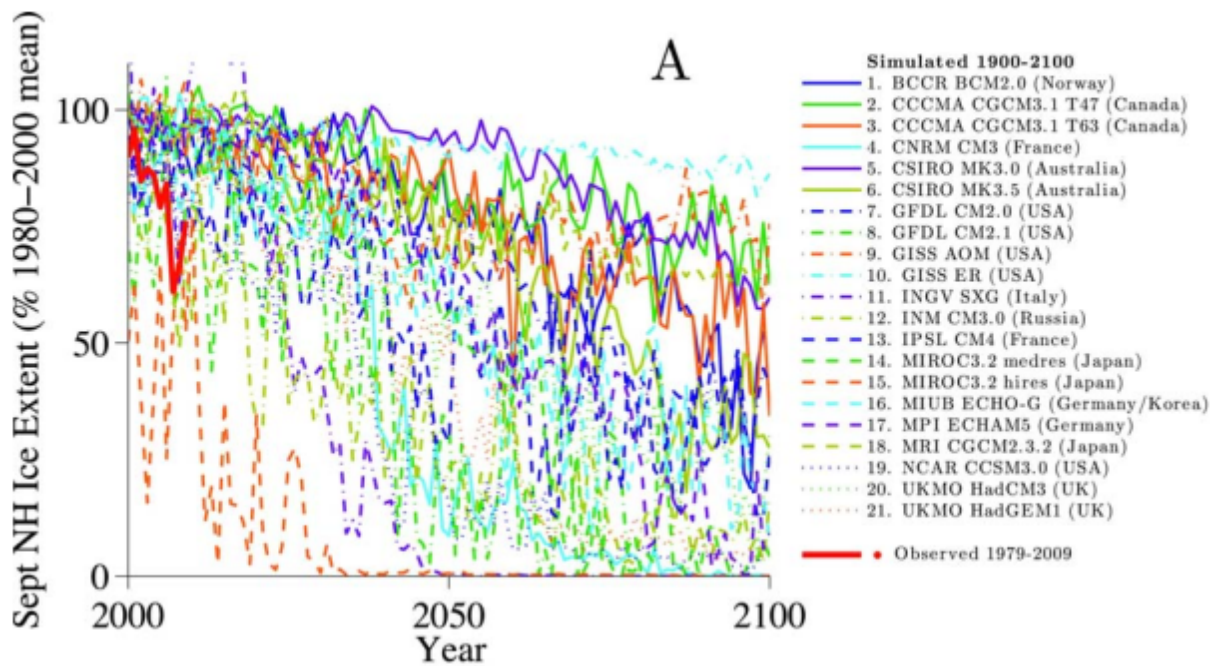 A
Sept NH Ice Extent (% 1980–2000 mean)
100
50
0
2000
2050
2100
Year
Simulated 1900-2100
1. BCCR BCM2.0 (Norway)
2. CCCMA CGCM3.1 T47 (Canada)
3. CCCMA CGCM3.1 T63 (Canada)
4. CNRM CM3 (France)
5. CSIRO MK3.0 (Australia)
6. CSIRO MK3.5 (Australia)
7. GFDL CM2.0 (USA)
8. GFDL CM2.1 (USA)
9. GISS AOM (USA)
10. GISS ER (USA)
11. INGV SXG (Italy)
12. INM CM3.0 (Russia)
13. IPSL CM4 (France)
14. MIROC3.2 medres (Japan)
15. MIROC3.2 hires (Japan)
16. MIUB ECHO-G (Germany/Korea)
17. MPI ECHAM5 (Germany)
18. MRI CGCM2.3.2 (Japan)
19. NCAR CCSM3.0 (USA)
20. UKMO HadCM3 (UK)
21. UKMO HadGEM1 (UK)
Observed 1979-2009